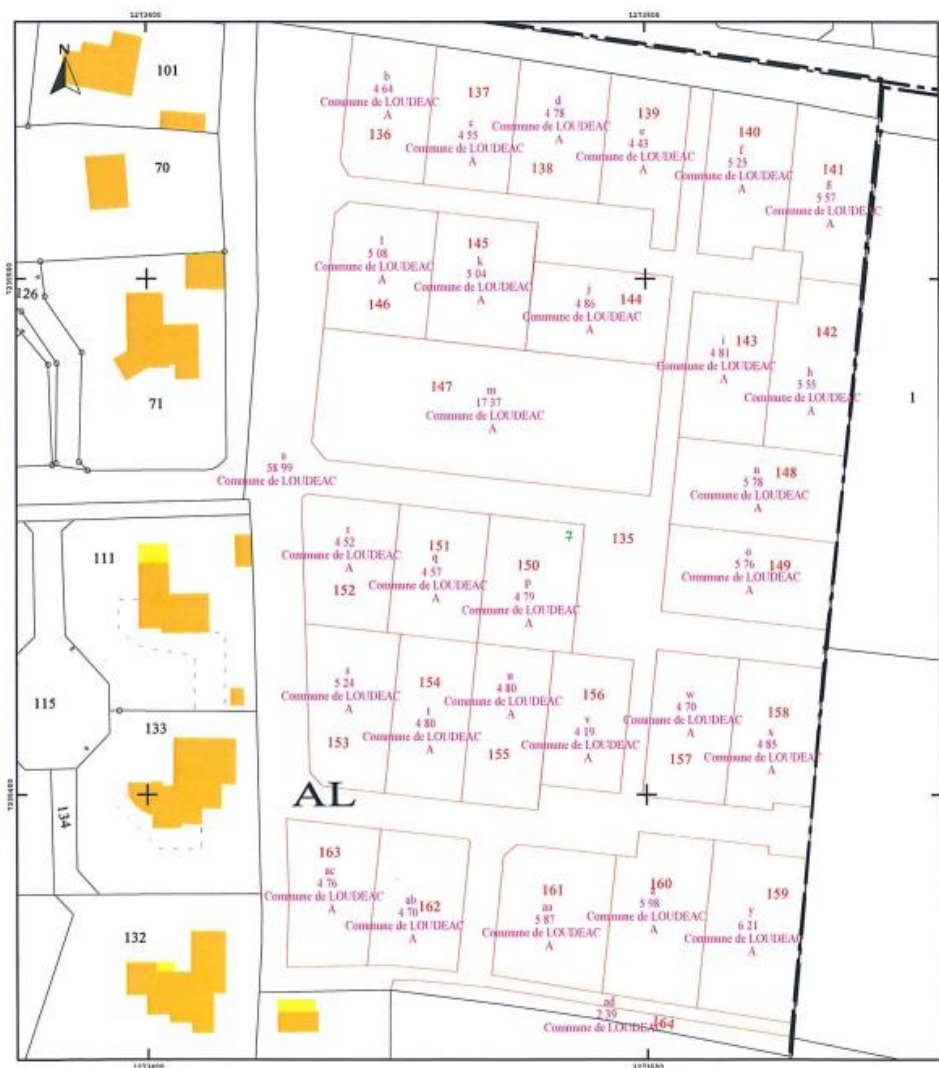 1273400
1273500
N
101
b
4 64
Commune de LOUDEAC
A
136
137
c
4 55
Commune de LOUDEAC
A
d
4 78
Commune de LOUDEAC
A
138
139
e
4 43
Commune de LOUDEAC
A
140
f
5 25
Commune de LOUDEAC
A
141
g
5 57
Commune de LOUDEAC
A
70
l
5 08
Commune de LOUDEAC
A
146
145
k
5 04
Commune de LOUDEAC
A
j
4 86
144
Commune de LOUDEAC
A
126
143
i
4 81
Commune de LOUDEAC
A
142
h
5 55
Commune de LOUDEAC
A
1
71
147
m
17 37
Commune de LOUDEAC
A
a
58 99
Commune de LOUDEAC
n
148
5 78
Commune de LOUDEAC
A
111
r
4 52
Commune de LOUDEAC
A
152
151
q
4 57
Commune de LOUDEAC
A
150
p
4 79
Commune de LOUDEAC
A
135
o
5 76
149
Commune de LOUDEAC
A
115
s
5 24
Commune de LOUDEAC
A
153
154
t
4 80
Commune de LOUDEAC
A
u
4 80
Commune de LOUDEAC
A
155
156
v
4 19
Commune de LOUDEAC
A
w
4 70
Commune de LOUDEAC
A
157
158
x
4 85
Commune de LOUDEAC
A
133
134
AL
163
ac
4 76
Commune de LOUDEAC
A
ab
4 70
162
Commune de LOUDEAC
A
161
aa
5 87
Commune de LOUDEAC
A
160
z
5 98
Commune de LOUDEAC
A
159
y
6 21
Commune de LOUDEAC
A
132
ad
2 39
164
Commune de LOUDEAC